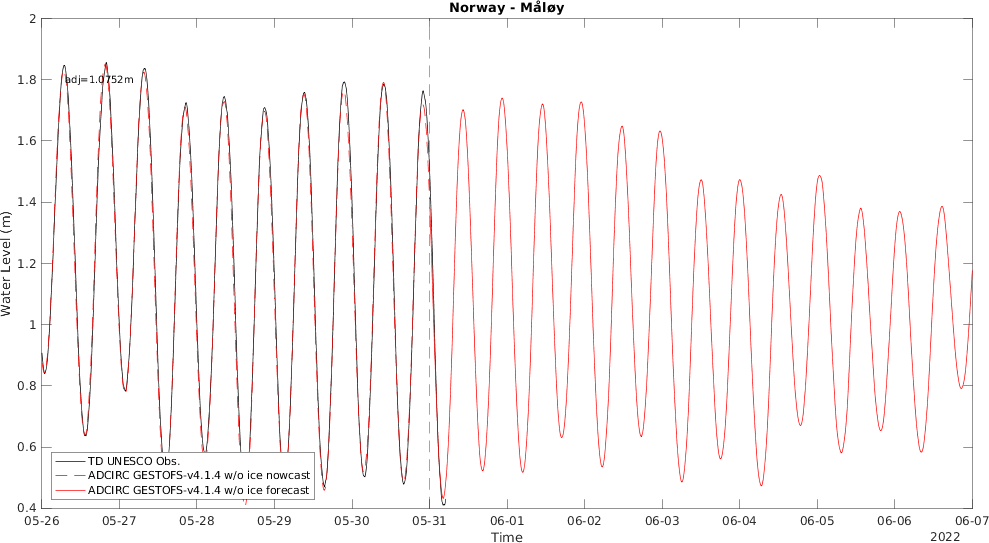 Norway - Måløy
2
1.8
1.6
1.4
1.2
1
0.8
0.6
0.4
Water Level (m)
adj=1.0752m
TD UNESCO Obs.
ADCIRC GESTOFS-v4.1.4 w/o ice nowcast
ADCIRC GESTOFS-v4.1.4 w/o ice forecast
05-26 05-27 05-28 05-29 05-30 05-31 06-01 06-02 06-03 06-04 06-05 06-06 06-07
Time
2022